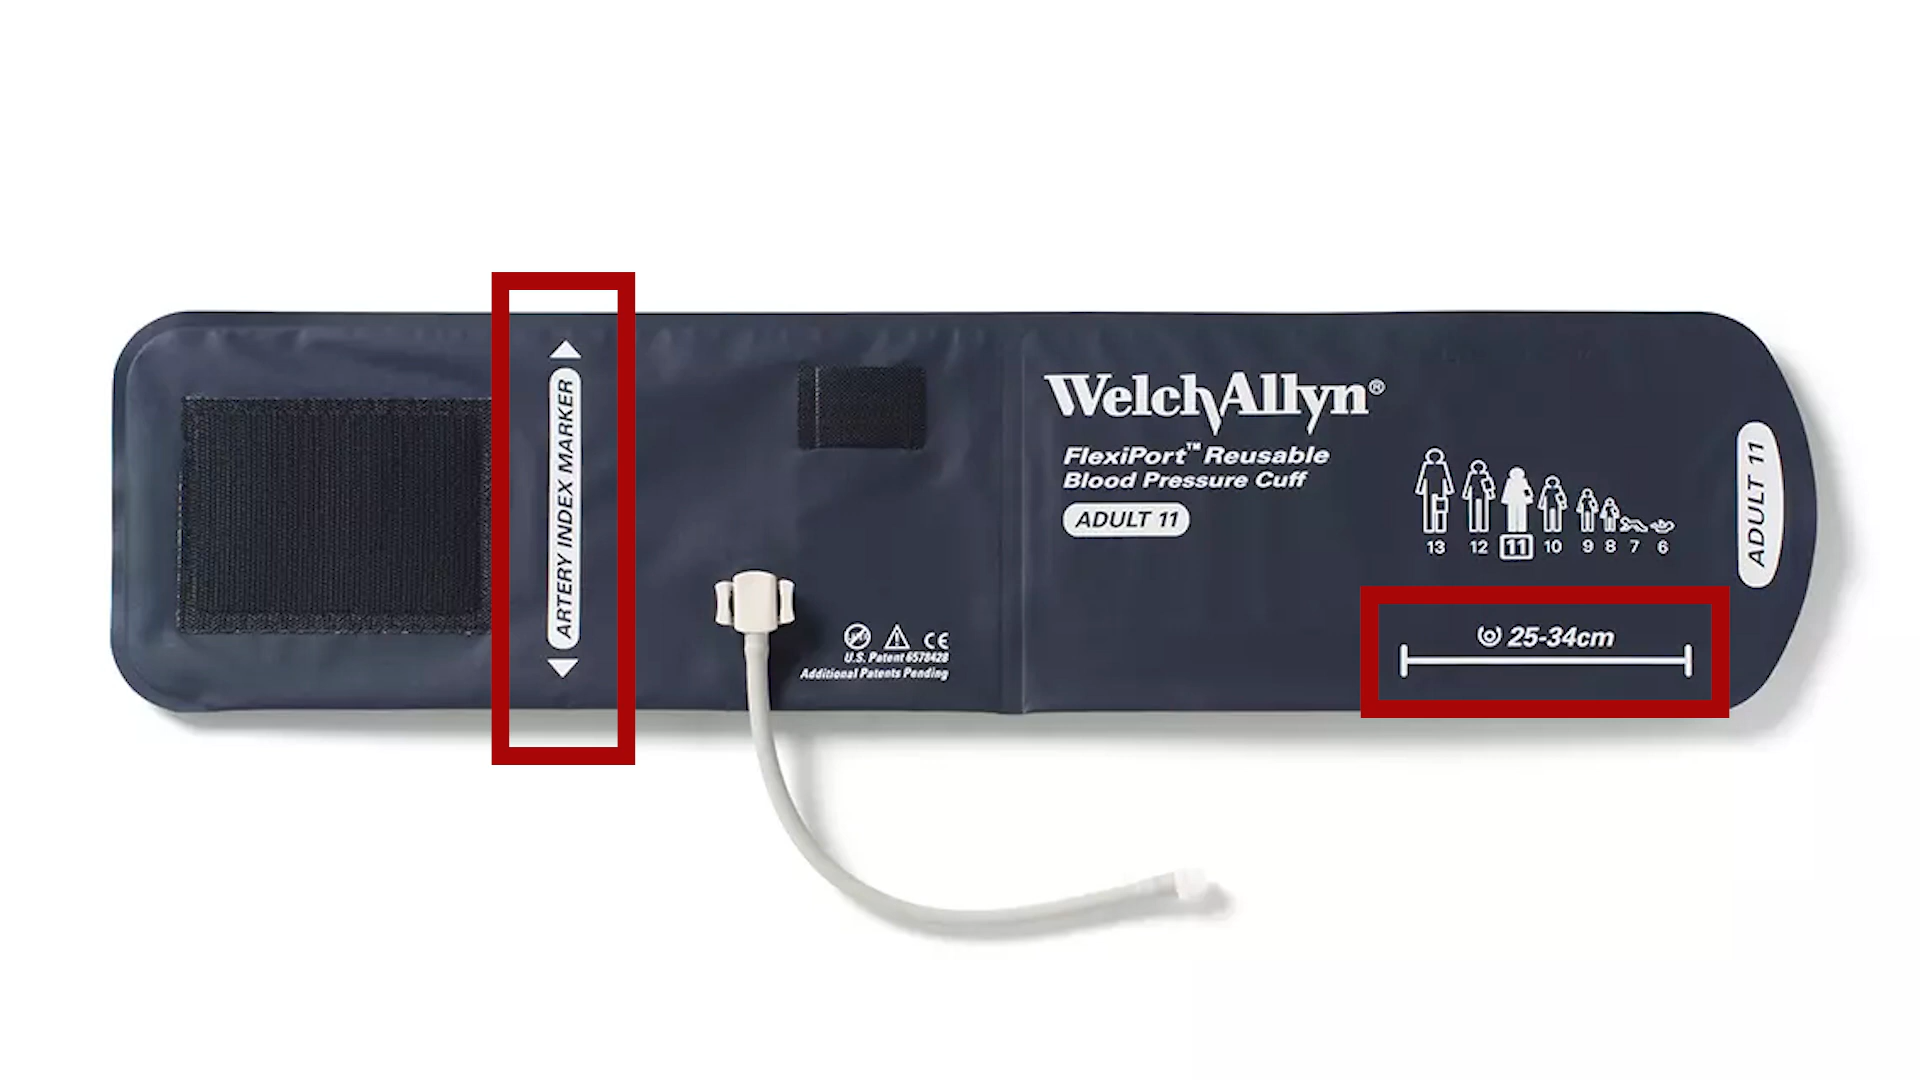 ARTERY INDEX MARKER
WelchAllyn®
FlexiPort™ Reusable
Blood Pressure Cuff
ADULT 11
13 12 11 10 9 8 7 6
ADULT 11
25-34cm
CE
U.S. Patent 6578428
Additional Patents Pending